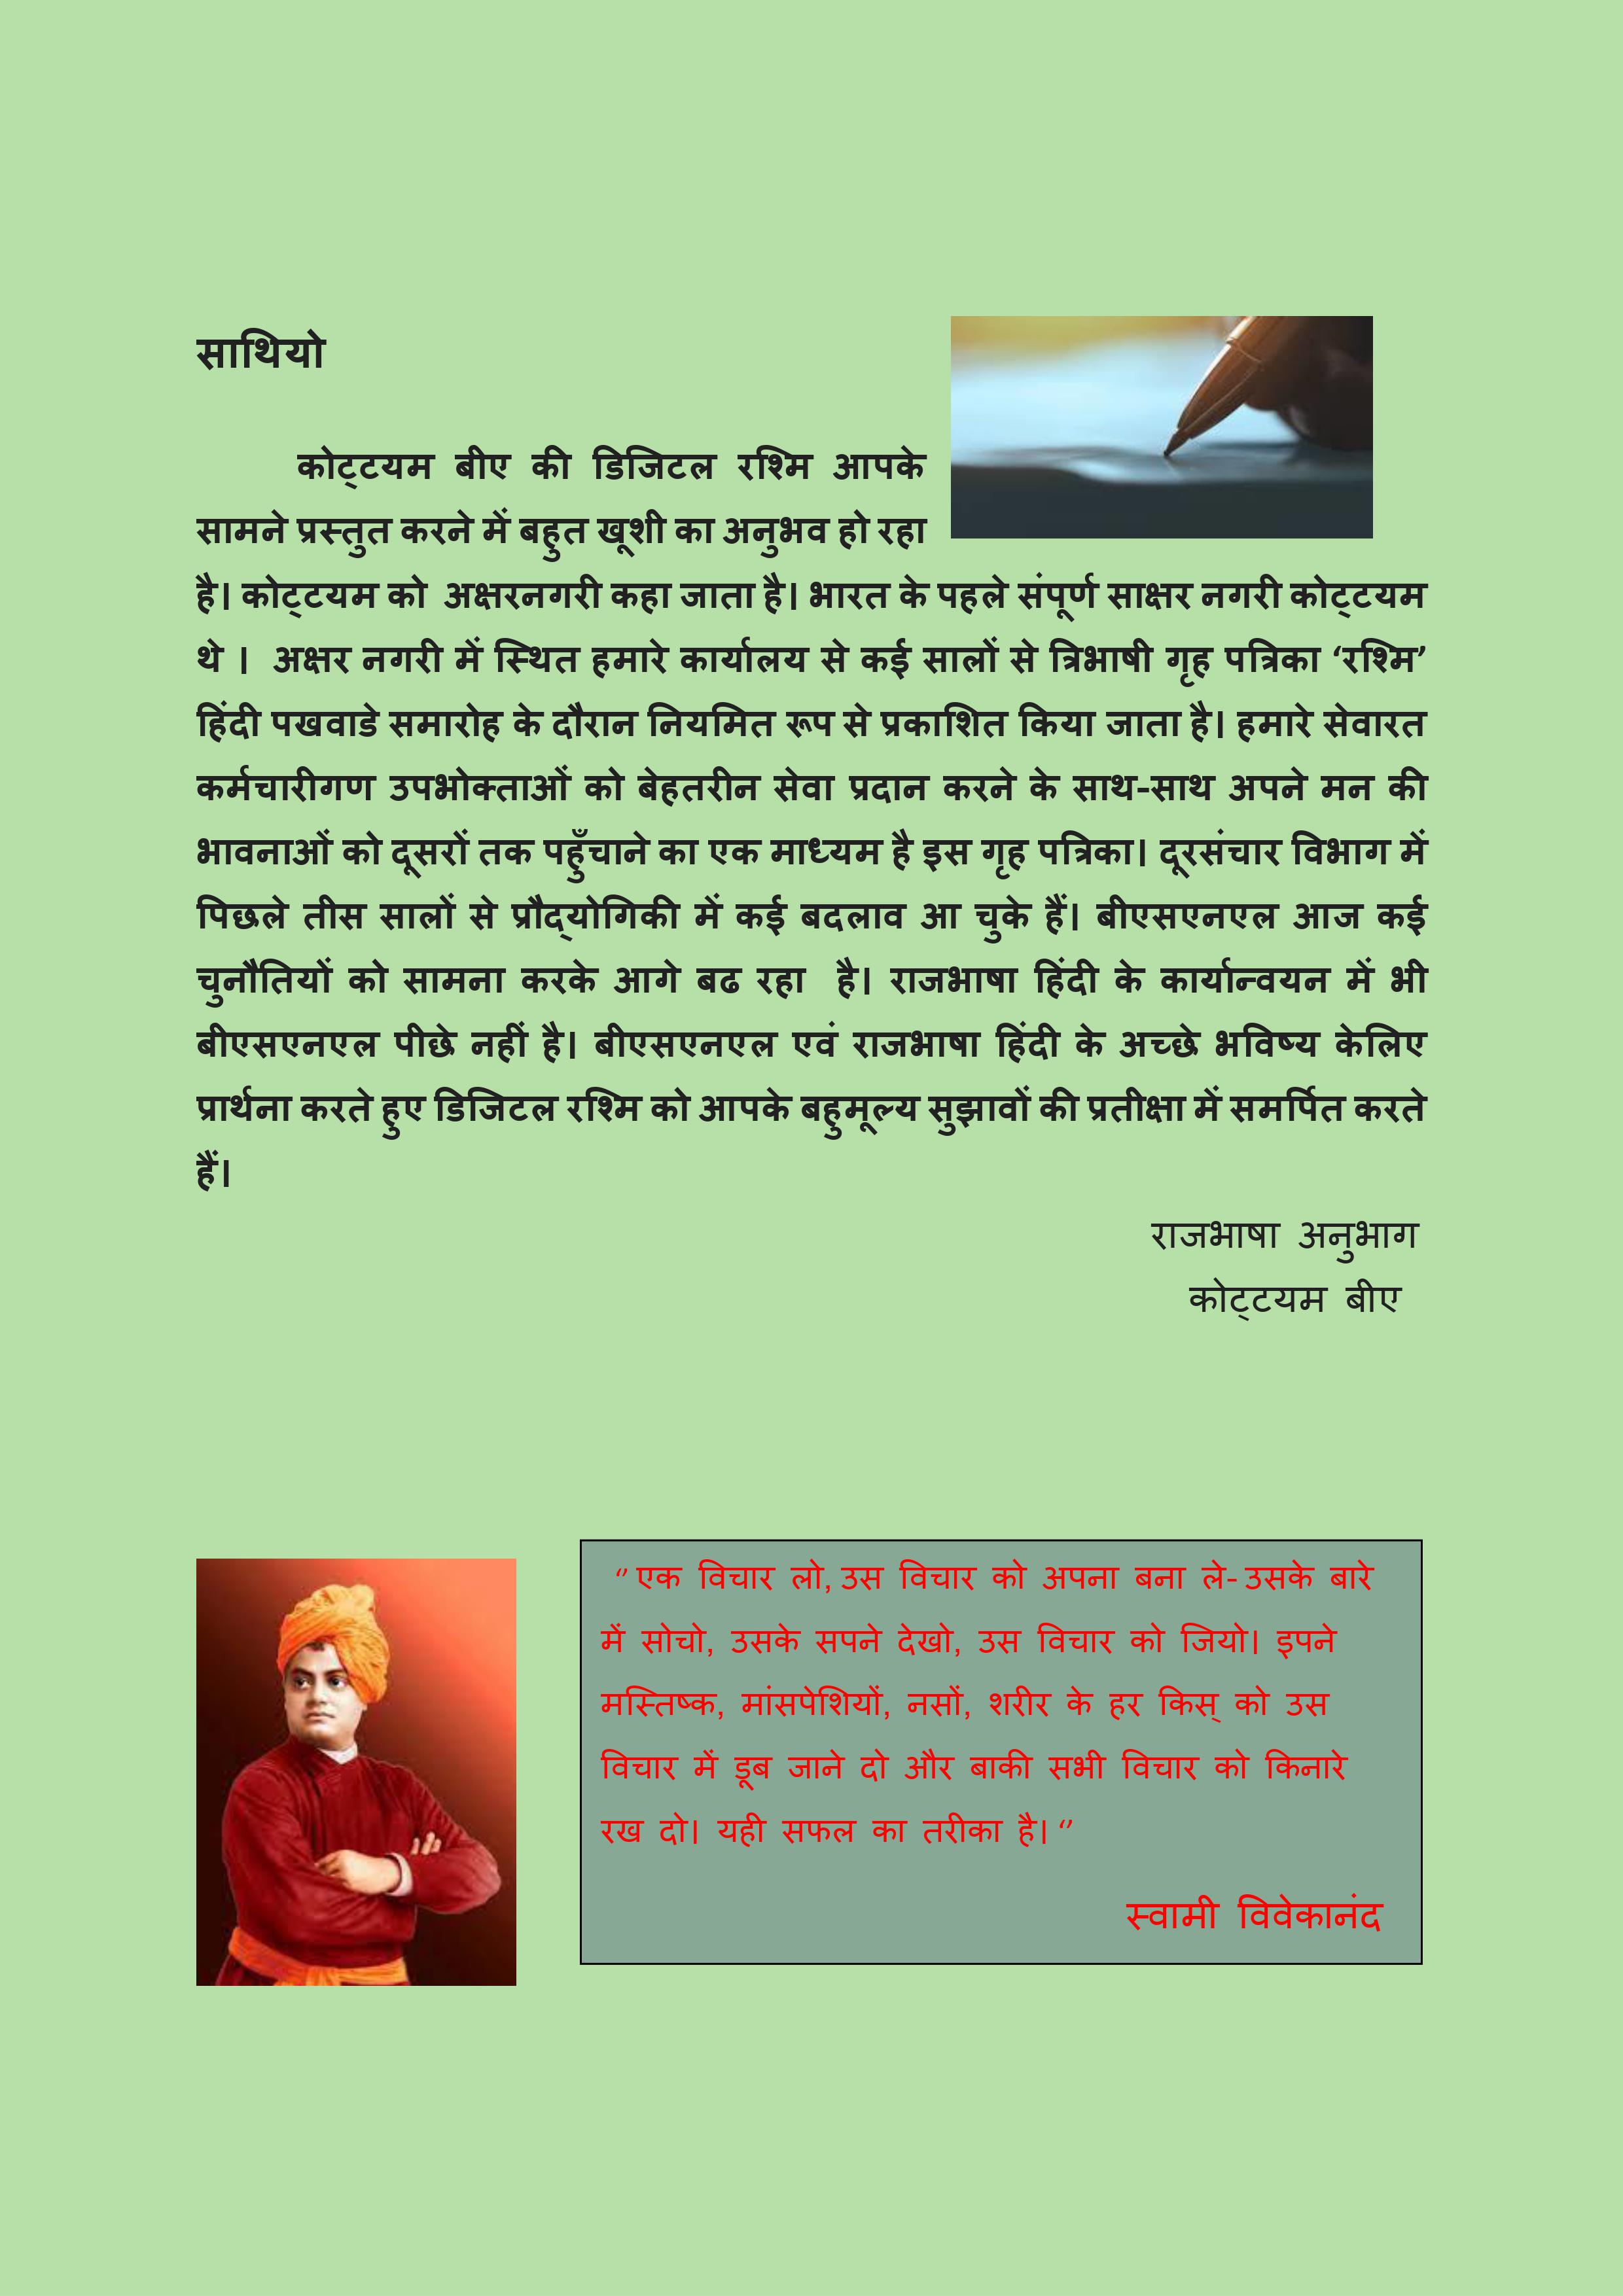 साथियो
कोट्टयम बीए की डिजिटल रश्मि आपके
सामने प्रस्तुत करने में बहुत खूशी का अनुभव हो रहा
है। कोट्टयम को अक्षरनगरी कहा जाता है। भारत के पहले संपूर्ण साक्षर नगरी कोट्टयम
थे । अक्षर नगरी में स्थित हमारे कार्यालय से कई सालों से त्रिभाषी गृह पत्रिका ‘रश्मि’
हिंदी पखवाडे समारोह के दौरान नियमित रूप से प्रकाशित किया जाता है। हमारे सेवारत
कर्मचारीगण उपभोक्ताओं को बेहतरीन सेवा प्रदान करने के साथ-साथ अपने मन की
भावनाओं को दूसरों तक पहुँचाने का एक माध्यम है इस गृह पत्रिका। दूरसंचार विभाग में
पिछले तीस सालों से प्रौद्योगिकी में कई बदलाव आ चुके हैं। बीएसएनएल आज कई
चुनौतियों को सामना करके आगे बढ रहा है। राजभाषा हिंदी के कार्यान्वयन में भी
बीएसएनएल पीछे नहीं है। बीएसएनएल एवं राजभाषा हिंदी के अच्छे भविष्य केलिए
प्रार्थना करते हुए डिजिटल रश्मि को आपके बहुमूल्य सुझावों की प्रतीक्षा में समर्पित करते
हैं।
राजभाषा अनुभाग
कोट्टयम बीए
“ एक विचार लो, उस विचार को अपना बना ले- उसके बारे
में सोचो, उसके सपने देखो, उस विचार को जियो। इपने
मस्तिष्क, मांसपेशियों, नसों, शरीर के हर किस् को उस
विचार में डूब जाने दो और बाकी सभी विचार को किनारे
रख दो। यही सफल का तरीका है। “
स्वामी विवेकानंद